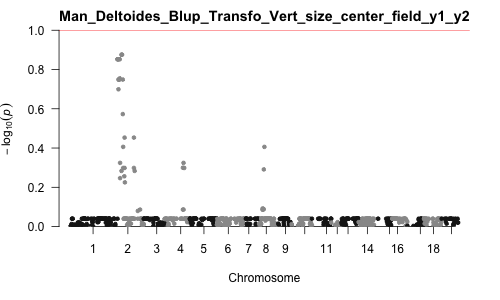 Man_Deltoides_Blup_Transfo_Vert_size_center_field_y1_y2
1.0
0.8
0.6
0.4
0.2
0.0
− log10(p)
1 2 3 4 5 6 7 8 9 11 13 14 16 18
Chromosome